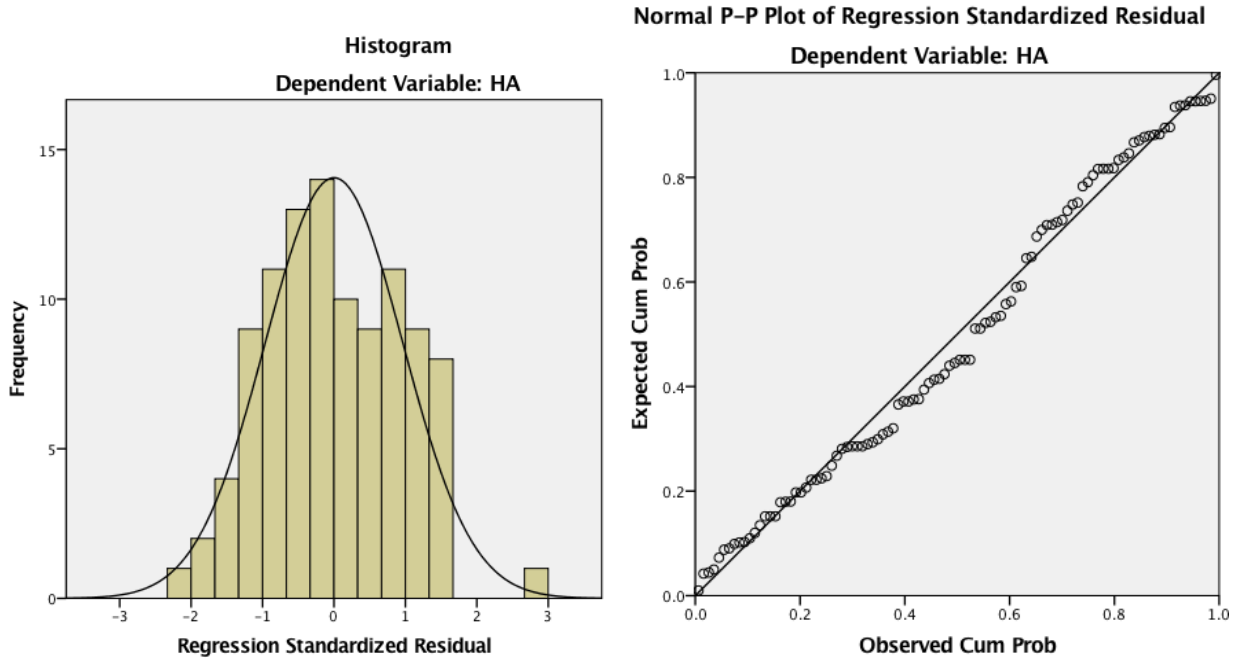 Histogram
Dependent Variable: HA
Frequency
15
10
5
0
-3
-2
-1
0
1
2
3
Regression Standardized Residual
Normal P-P Plot of Regression Standardized Residual
Dependent Variable: HA
Expected Cum Prob
1.0
0.8
0.6
0.4
0.2
0.0
0.0
0.2
0.4
0.6
0.8
1.0
Observed Cum Prob